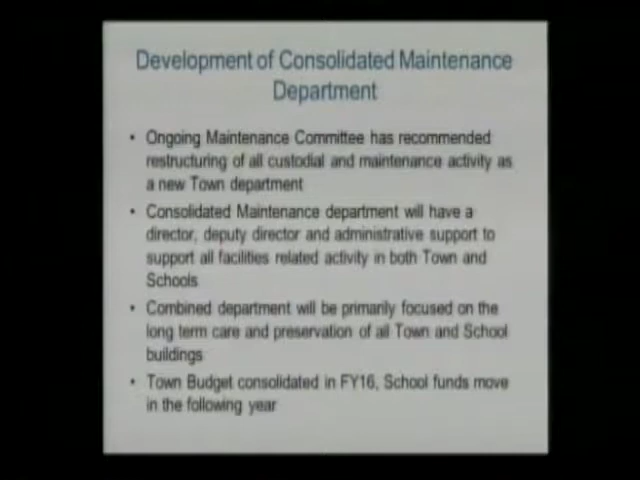 Development of Consolidated Maintenance
Department
• Ongoing Maintenance Committee has recommended
restructuring of all custodial and maintenance activity as
a new Town department
• Consolidated Maintenance department will have a
director, deputy director and administrative support to
support all facilities related activity in both Town and
Schools
• Combined department will be primarily focused on the
long term care and preservation of all Town and School
buildings
• Town Budget consolidated in FY16, School funds move
in the following year